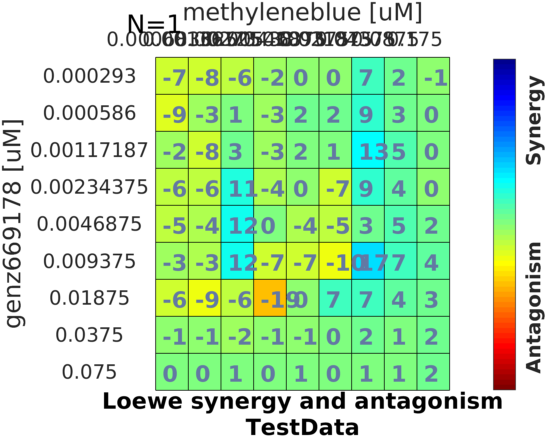 methyleneblue [uM]
N=1
0.000293 -7 -8 -6 -2 0 0 7 2 -1
0.000586 -9 -3 1 -3 2 2 9 3 0
0.00117187 -2 -8 3 -3 2 1 13 5 0
0.00234375 -6 -6 11 -4 0 -7 9 4 0
0.0046875 -5 -4 12 0 -4 -5 3 5 2
0.009375 -3 -3 12 -7 -7 -10 17 7 4
0.01875 -6 -9 -6 -19 0 7 7 4 3
0.0375 -1 -1 -2 -1 -1 0 2 1 2
0.075 0 0 1 0 1 0 1 1 2
genz669178 [uM]
Synergy
Antagonism
Loewe synergy and antagonism
TestData